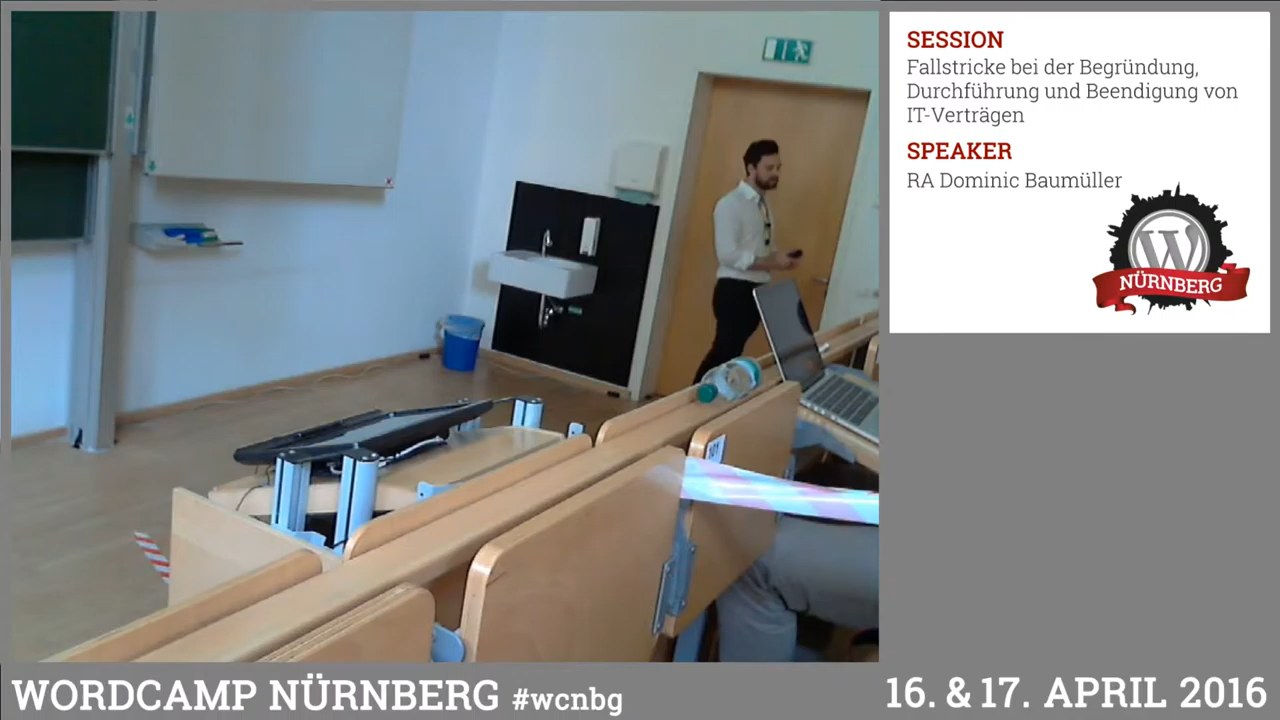 SESSION
Fallstricke bei der Begründung,
Durchführung und Beendigung von
IT-Verträgen
SPEAKER
RA Dominic Baumüller
W
NÜRNBERG
WORDCAMP NÜRNBERG #wcnbg
16. & 17. APRIL 2016